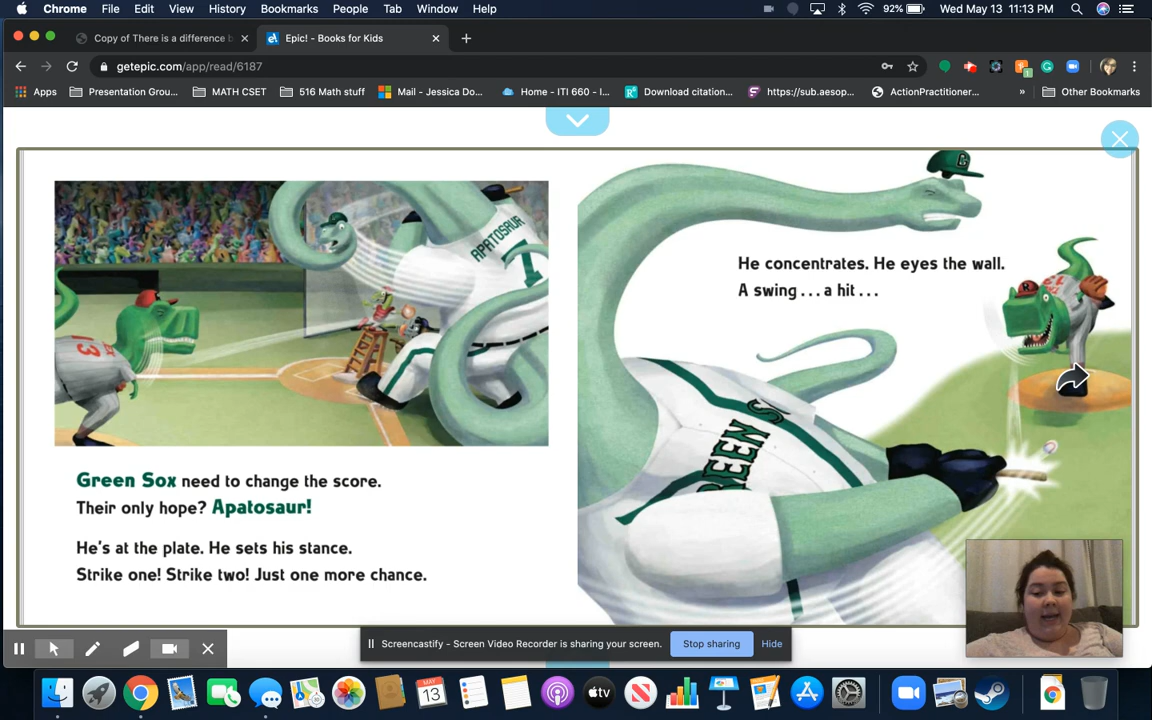 Chrome File Edit View History Bookmarks People Tab Window Help 92% Wed May 13 11:13 PM
Copy of There is a difference b Epic! - Books for Kids
getepic.com/app/read/6187
Apps Presentation Grou... MATH CSET 516 Math stuff Mail - Jessica Do... Home - ITI 660 - I... Download citation... https://sub.aesop... ActionPractitioner... » Other Bookmarks
APATOSAUR
1
13
G
R
He concentrates. He eyes the wall.
A swing...a hit...
REEN S
Green Sox need to change the score.
Their only hope? Apatosaur!
He's at the plate. He sets his stance.
Strike one! Strike two! Just one more chance.
Screencastify - Screen Video Recorder is sharing your screen. Stop sharing Hide
MAY
13